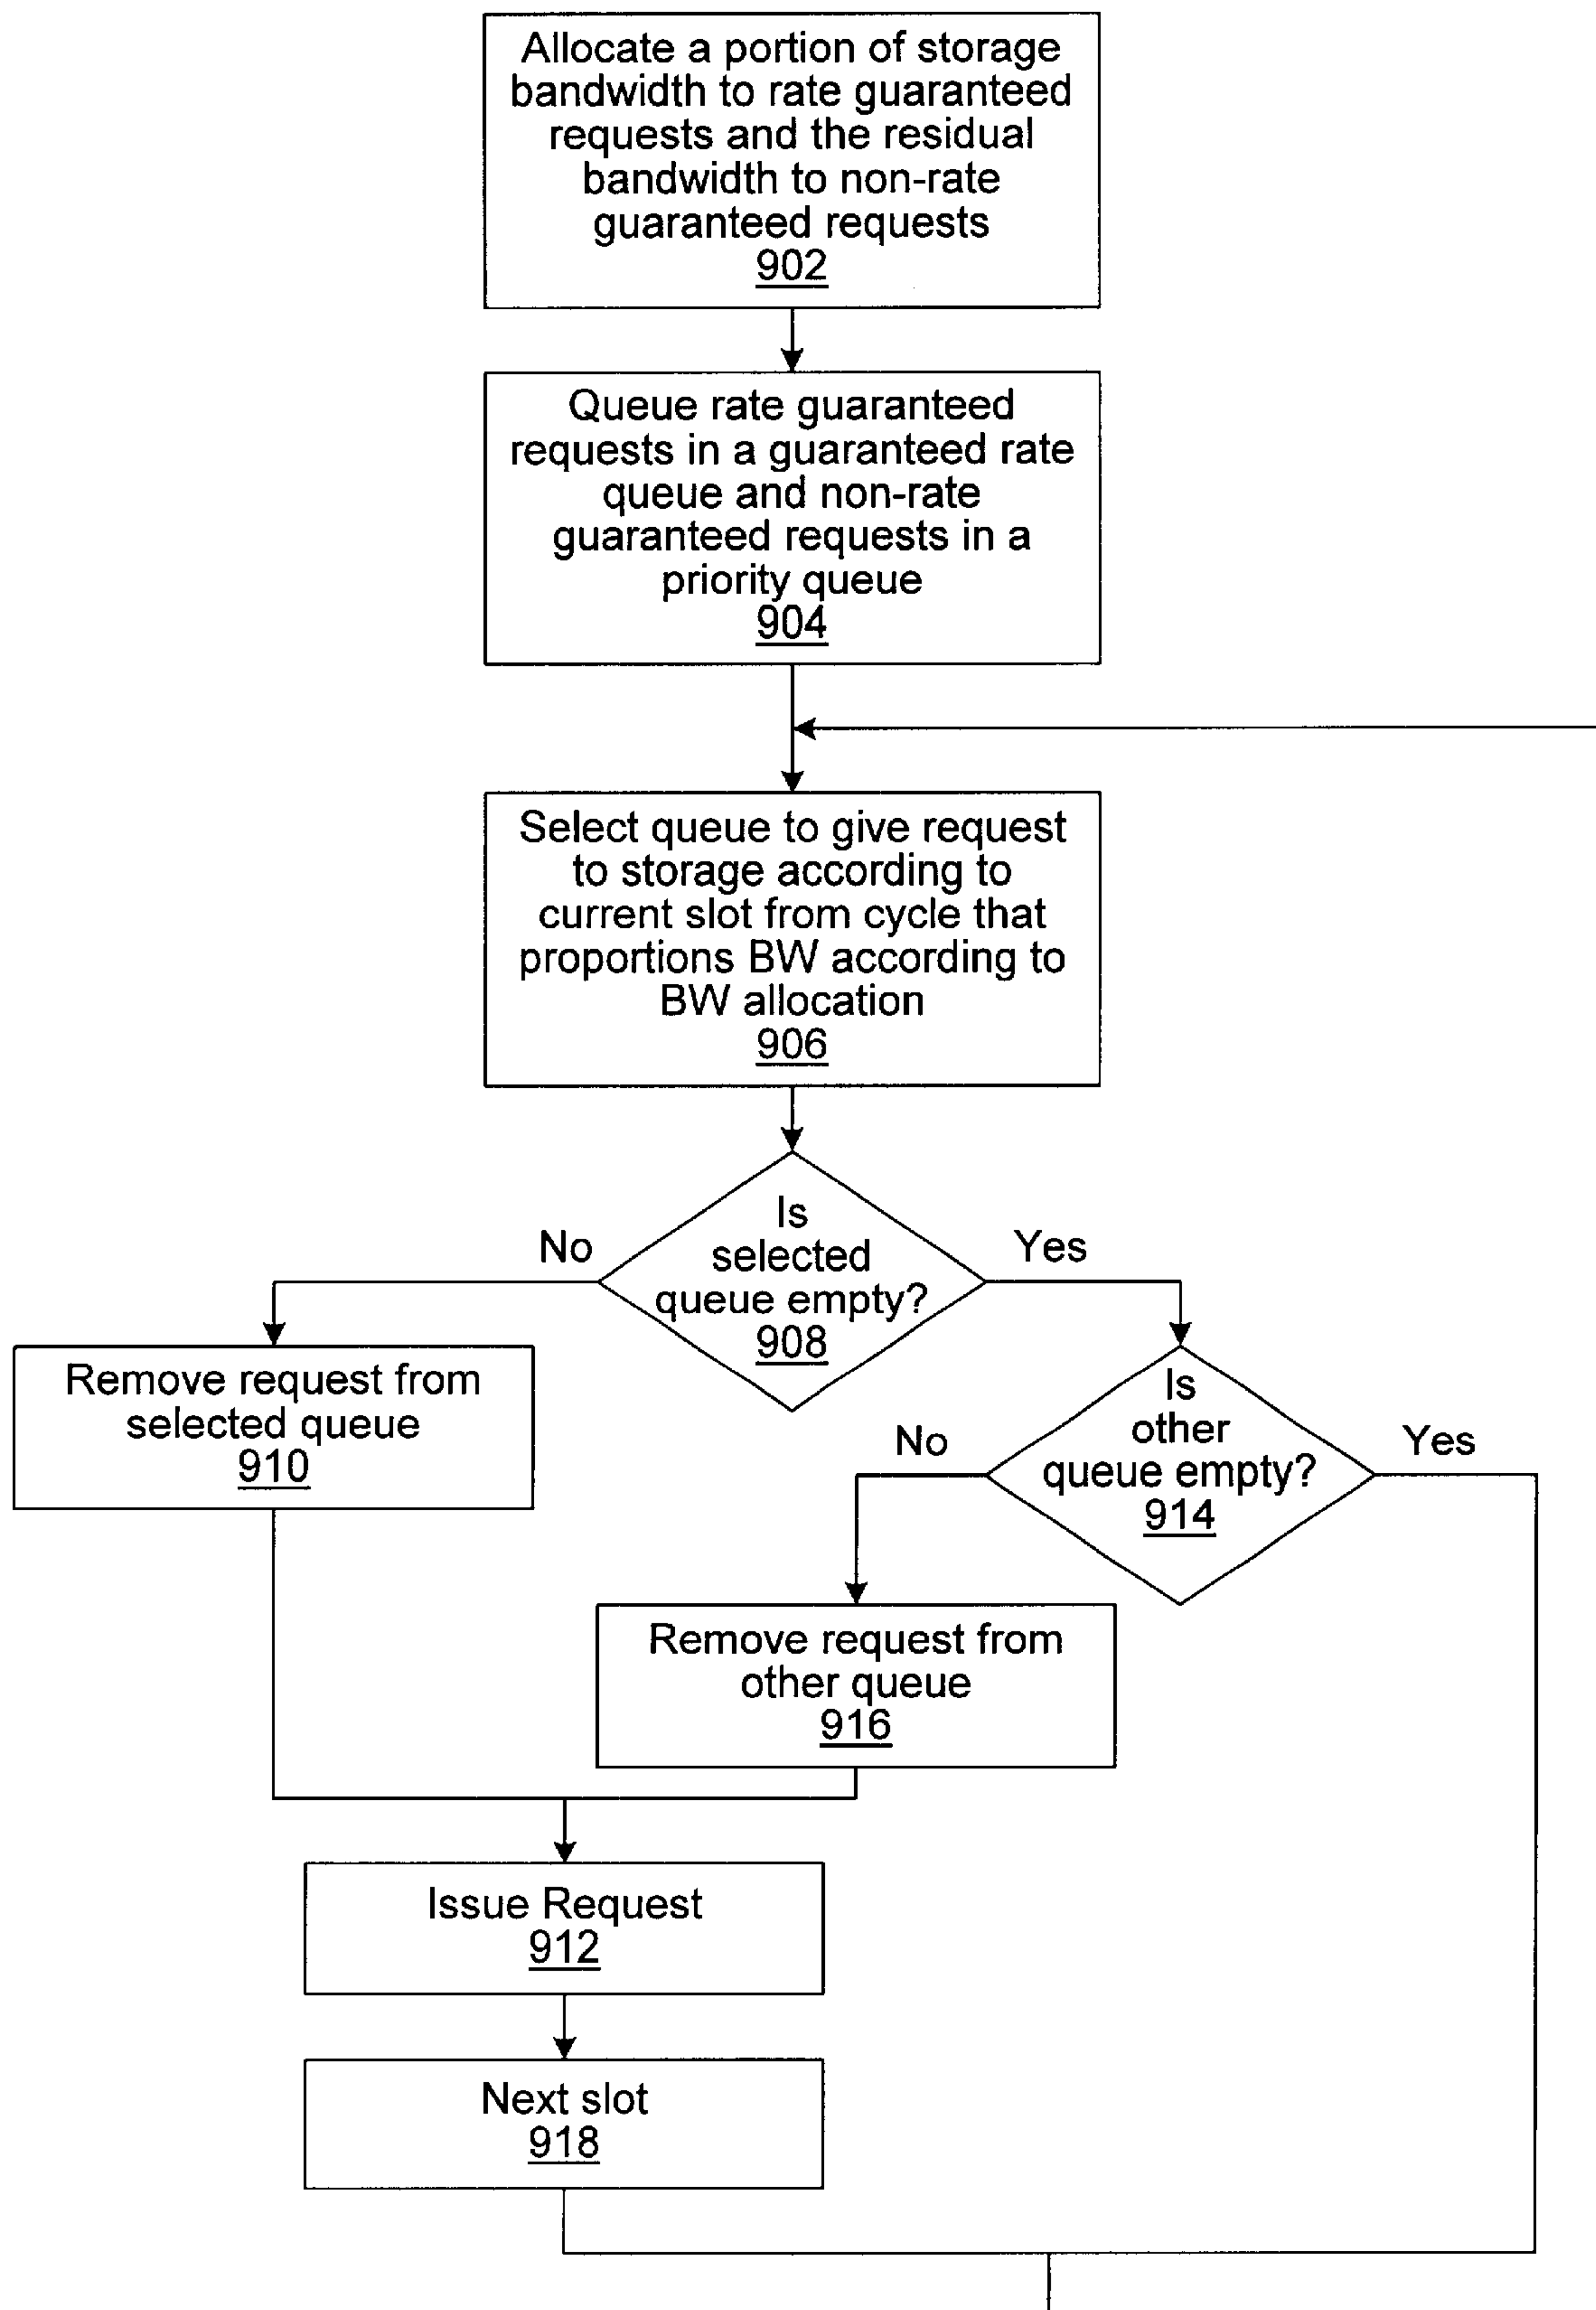 Allocate a portion of storage
bandwidth to rate guaranteed
requests and the residual
bandwidth to non-rate
guaranteed requests
902
Queue rate guaranteed
requests in a guaranteed rate
queue and non-rate
guaranteed requests in a
priority queue
904
Select queue to give request
to storage according to
current slot from cycle that
proportions BW according to
BW allocation
906
Is
selected
queue empty?
908
No
Yes
Remove request from
selected queue
910
Is
other
queue empty?
914
No
Yes
Remove request from
other queue
916
Issue Request
912
Next slot
918